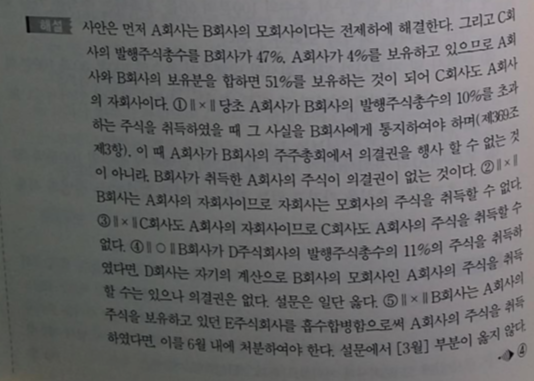 해설 사안은 먼저 A회사는 B회사의 모회사이다는 전제하에 해결한다. 그리고 C회
사의 발행주식총수를 B회사가 47%, A회사가 4%를 보유하고 있으므로 A회
사와 B회사의 보유분을 합하면 51%를 보유하는 것이 되어 C회사도 A회사
의 자회사이다. ①∥×∥ 당초 A회사가 B회사의 발행주식총수의 10%를 초과
하는 주식을 취득하였을 때 그 사실을 B회사에게 통지하여야 하며(제369조
제3항), 이 때 A회사가 B회사의 주주총회에서 의결권을 행사 할 수 없는 것
이 아니라, B회사가 취득한 A회사의 주식이 의결권이 없는 것이다. ②∥×∥
B회사는 A회사의 자회사이므로 자회사는 모회사의 주식을 취득할 수 없다.
③∥×∥C회사도 A회사의 자회사이므로 C회사도 A회사의 주식을 취득할 수
없다. ④∥○∥B회사가 D주식회사의 발행주식총수의 11%의 주식을 취득하
였다면, D회사는 자기의 계산으로 B회사의 모회사인 A회사의 주식을 취득
할 수는 있으나 의결권은 없다. 설문은 일단 옳다. ⑤∥×∥B회사는 A회사의
주식을 보유하고 있던 E주식회사를 흡수합병함으로써 A회사의 주식을 취득
하였다면, 이를 6월 내에 처분하여야 한다. 설문에서 [3월] 부분이 옳지 않다.
④